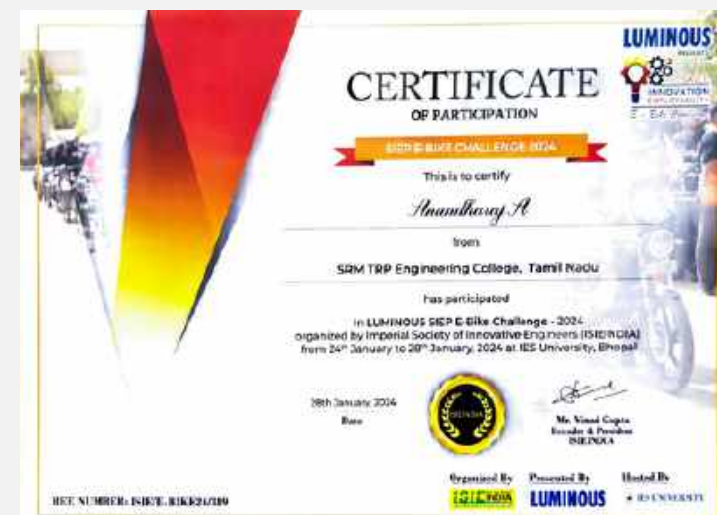 LUMINOUS
INNOVATION
CERTIFICATE
OF PARTICIPATION
SIEP E-BIKE CHALLENGE 2024
This is to certify
from
SRM TRP Engineering College, Tamil Nadu
has participated
in LUMINOUS SIEP E-Bike Challenge - 2024
organized by Imperial Society of Innovative Engineers (ISIEINDIA)
from 24th January to 28th January, 2024 at IES University, Bhopal
28th January, 2024
Date
ISIEINDIA
Mr. Vinod Gupta
Founder & President
ISIEINDIA
Organized By Presented By Hosted By
ISIEINDIA LUMINOUS IES UNIVERSITY